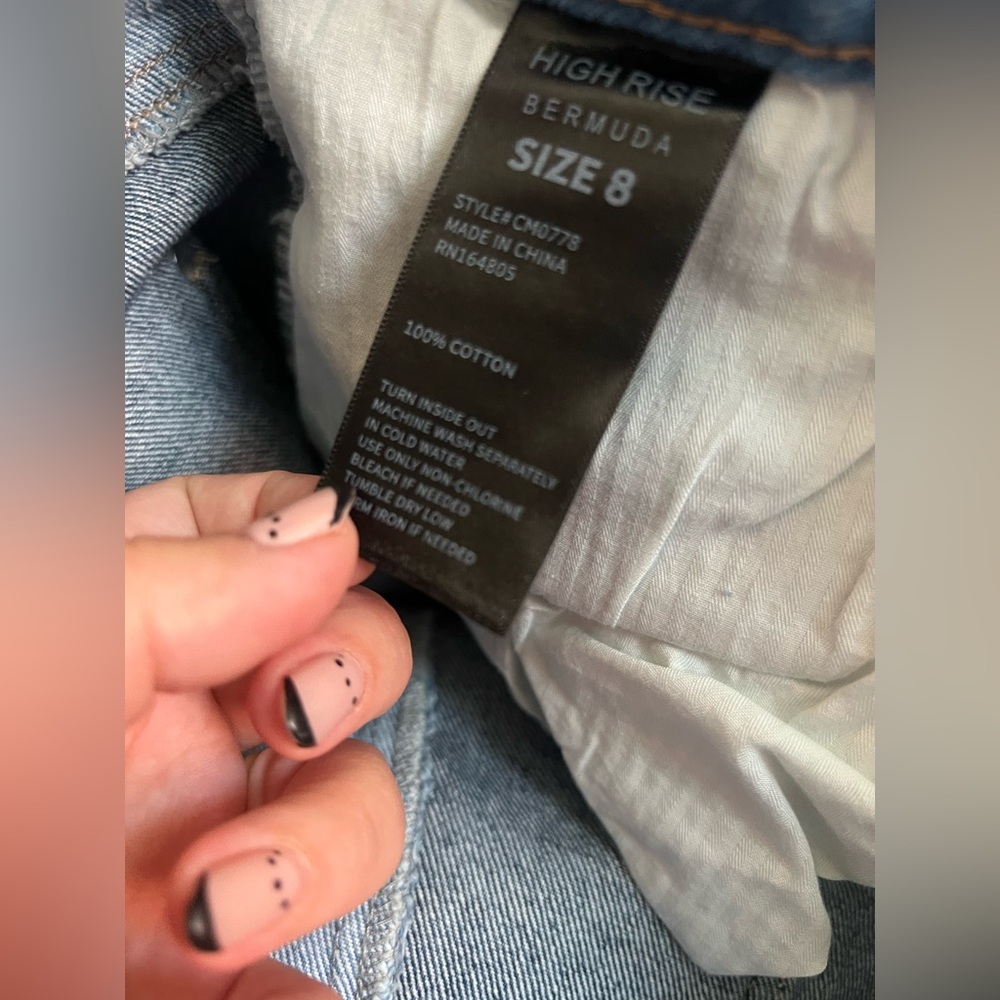 HIGH RISE
BERMUDA
SIZE 8
STYLE# CM0778
MADE IN CHINA
RN164805
100% COTTON
TURN INSIDE OUT
MACHINE WASH SEPARATELY
IN COLD WATER
USE ONLY NON-CHLORINE
BLEACH IF NEEDED
TUMBLE DRY LOW
IRON IF NEEDED